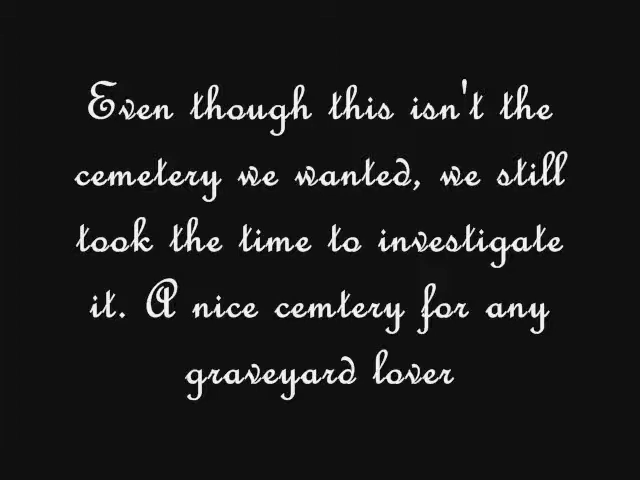 Even though this isn't the
cemetery we wanted, we still
took the time to investigate
it. A nice cemtery for any
graveyard lover